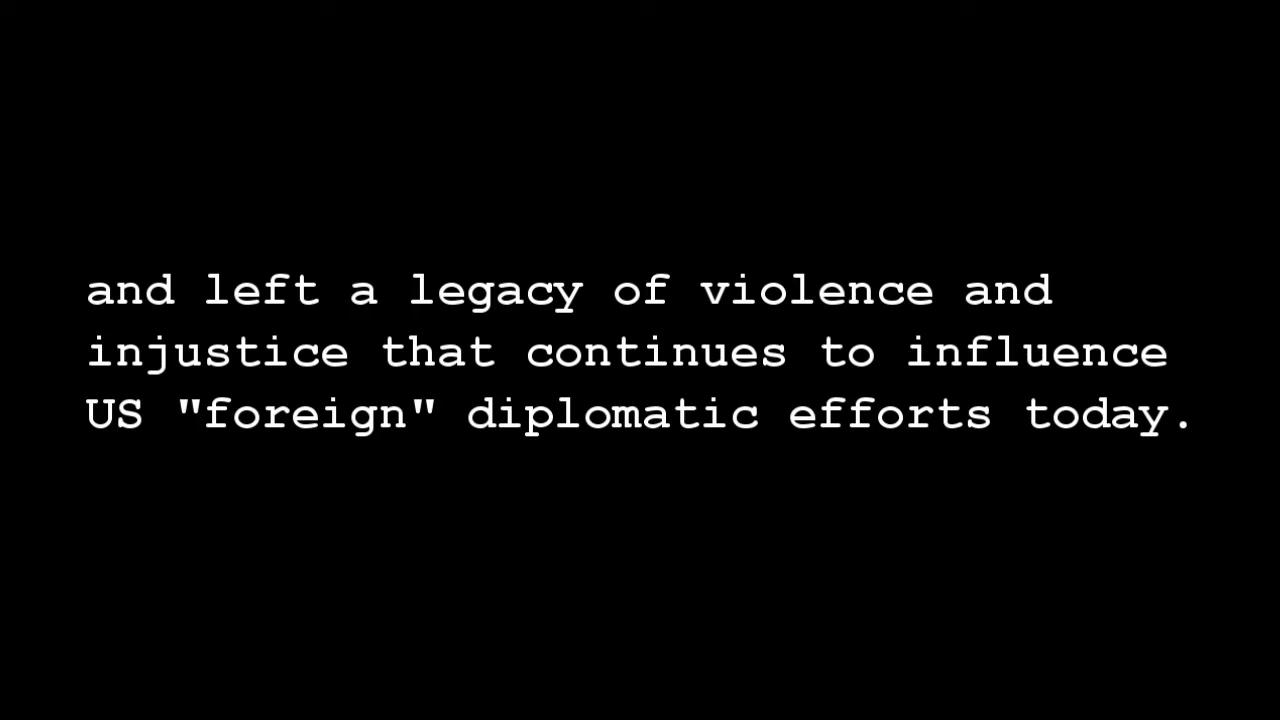 and left a legacy of violence and
injustice that continues to influence
US "foreign" diplomatic efforts today.